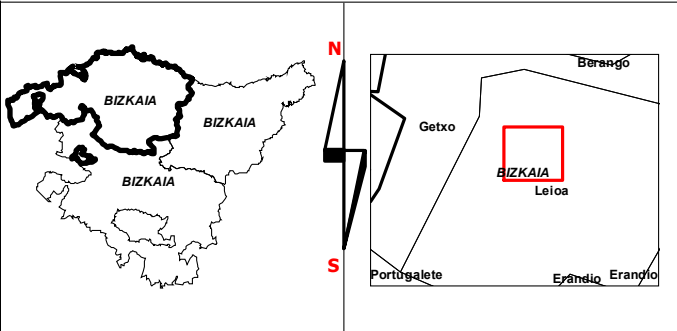 BIZKAIA
BIZKAIA
BIZKAIA
N
S
Berango
Getxo
BIZKAIA
Leioa
Portugalete
Erandio
Erandio